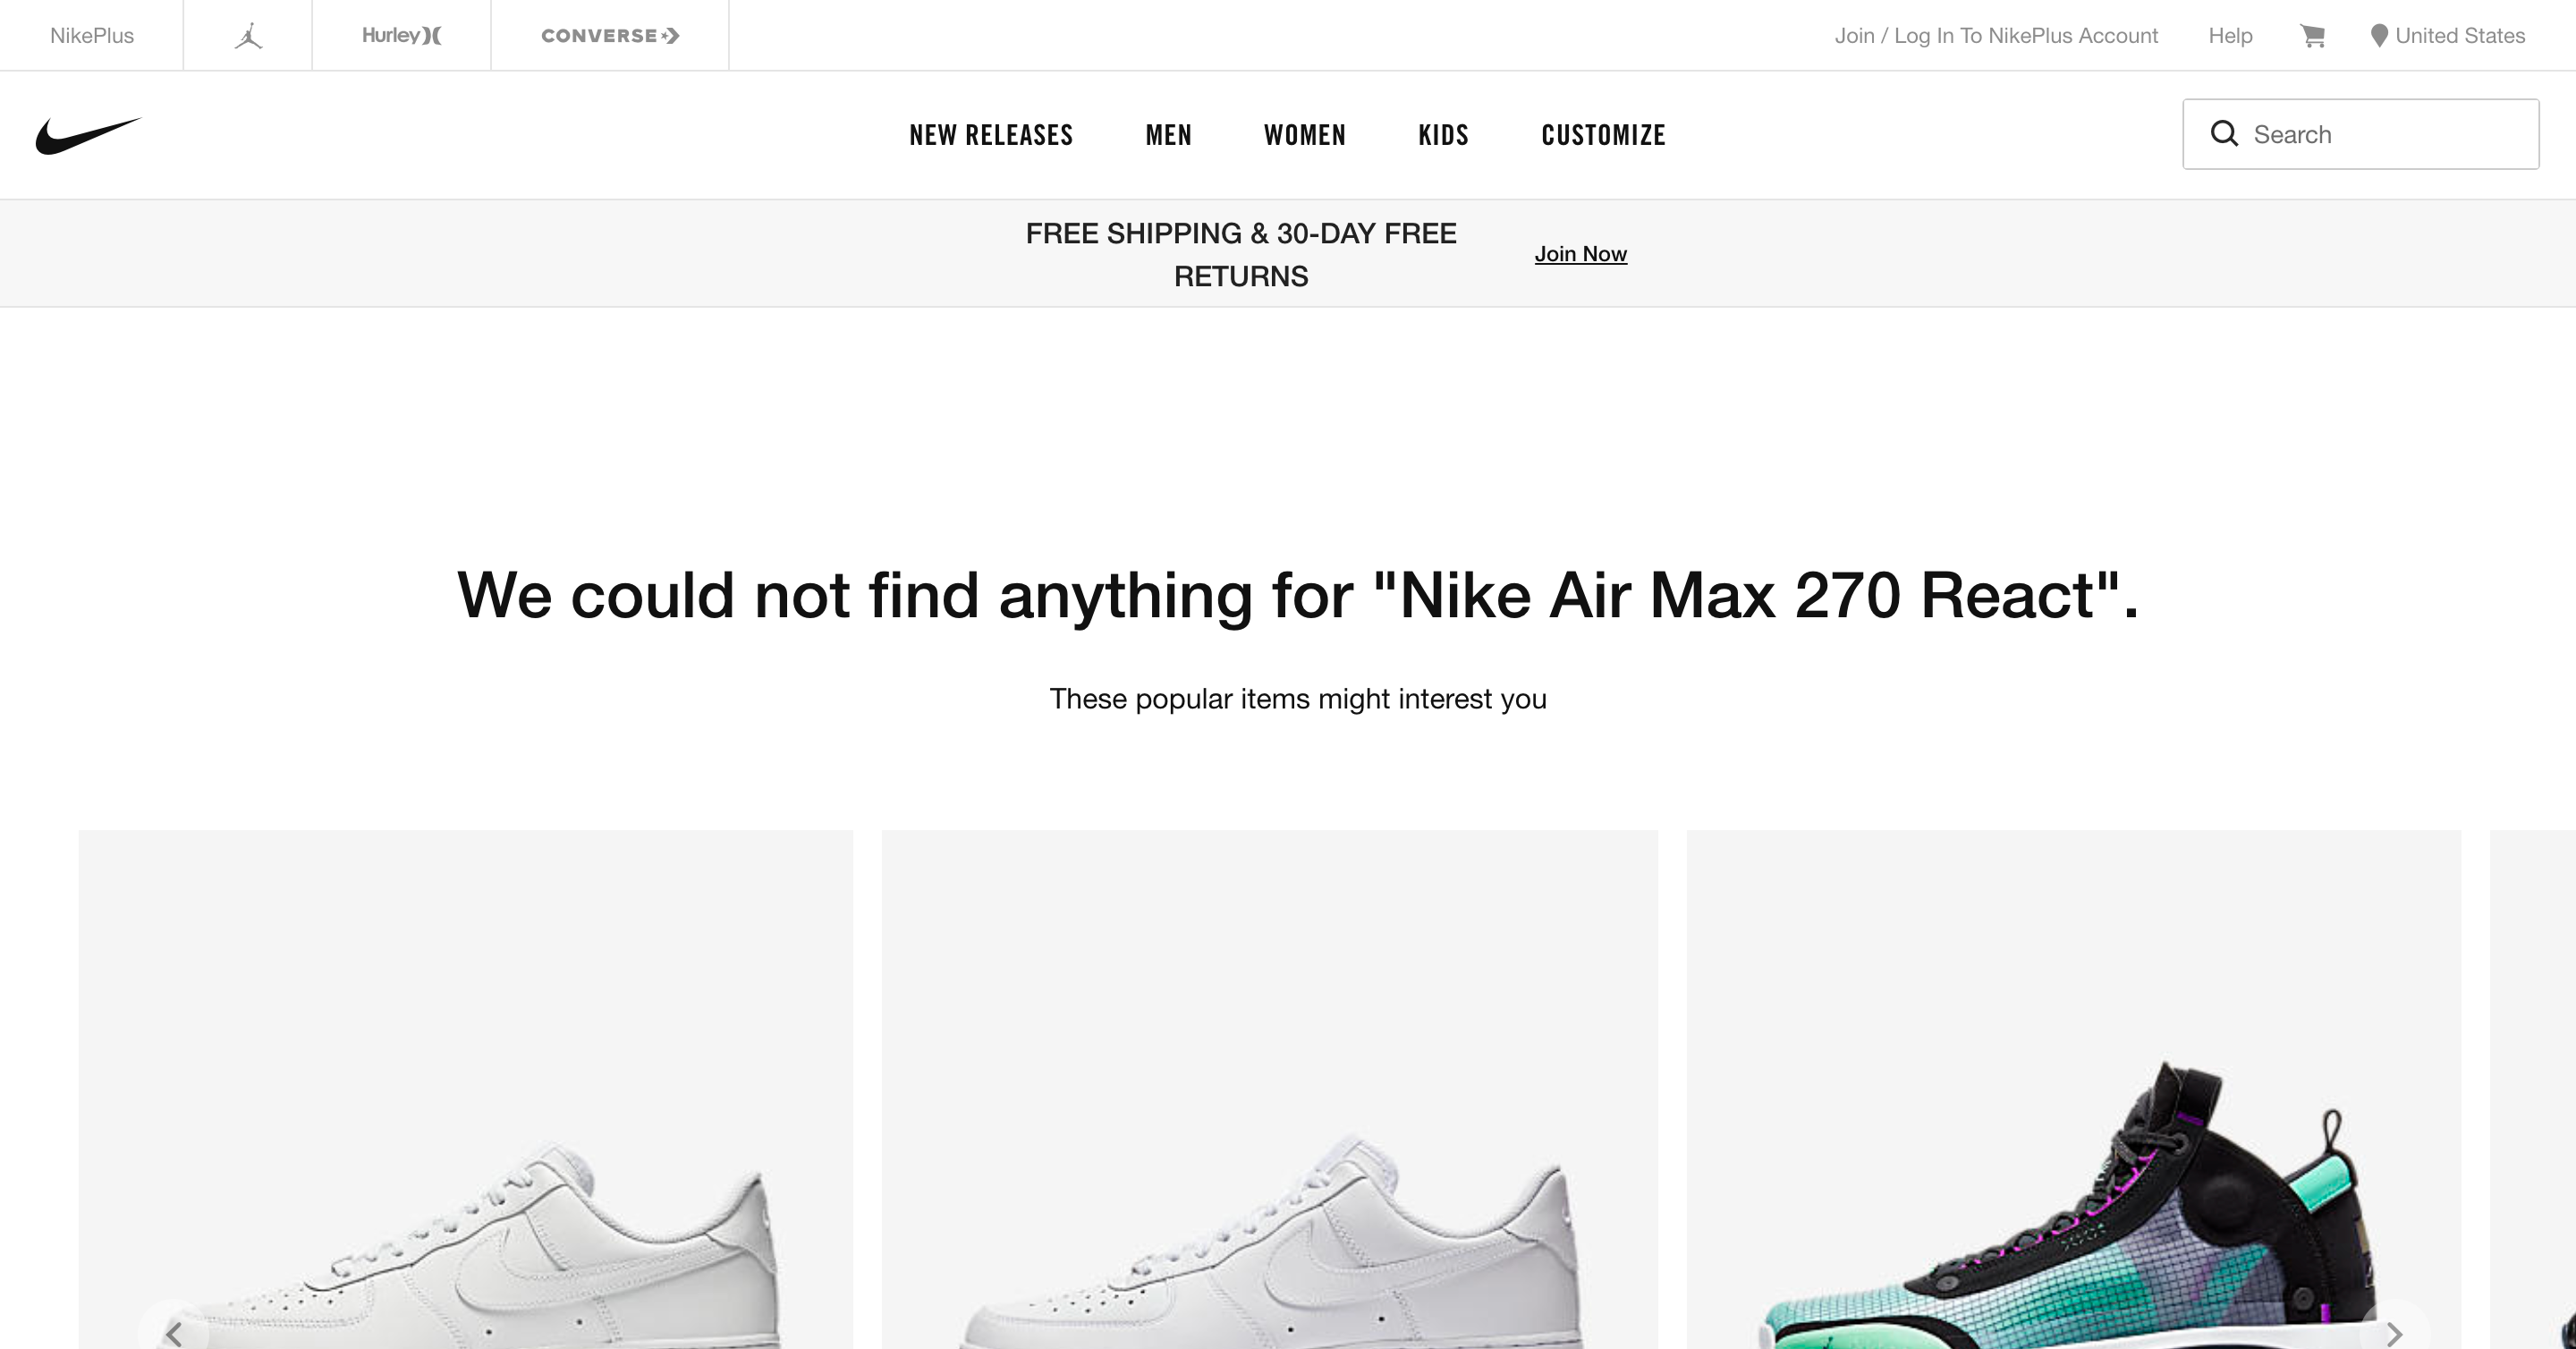 NikePlus
Hurley
CONVERSE
Join / Log In To NikePlus Account
Help
United States
NEW RELEASES
MEN
WOMEN
KIDS
CUSTOMIZE
Search
FREE SHIPPING & 30-DAY FREE
RETURNS
Join Now
We could not find anything for "Nike Air Max 270 React".
These popular items might interest you